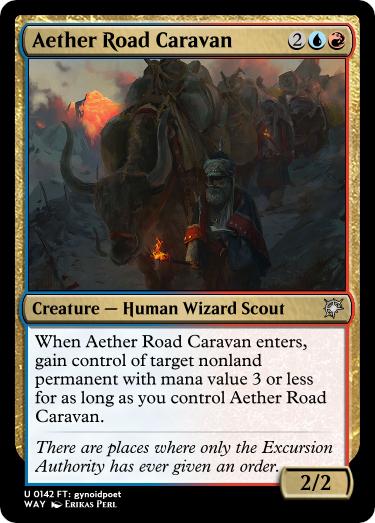 Aether Road Caravan 2
Creature — Human Wizard Scout
When Aether Road Caravan enters,
gain control of target nonland
permanent with mana value 3 or less
for as long as you control Aether Road
Caravan.
There are places where only the Excursion
Authority has ever given an order.
2/2
U 0142 FT: gynoidpoet
WAY Erikas Perl